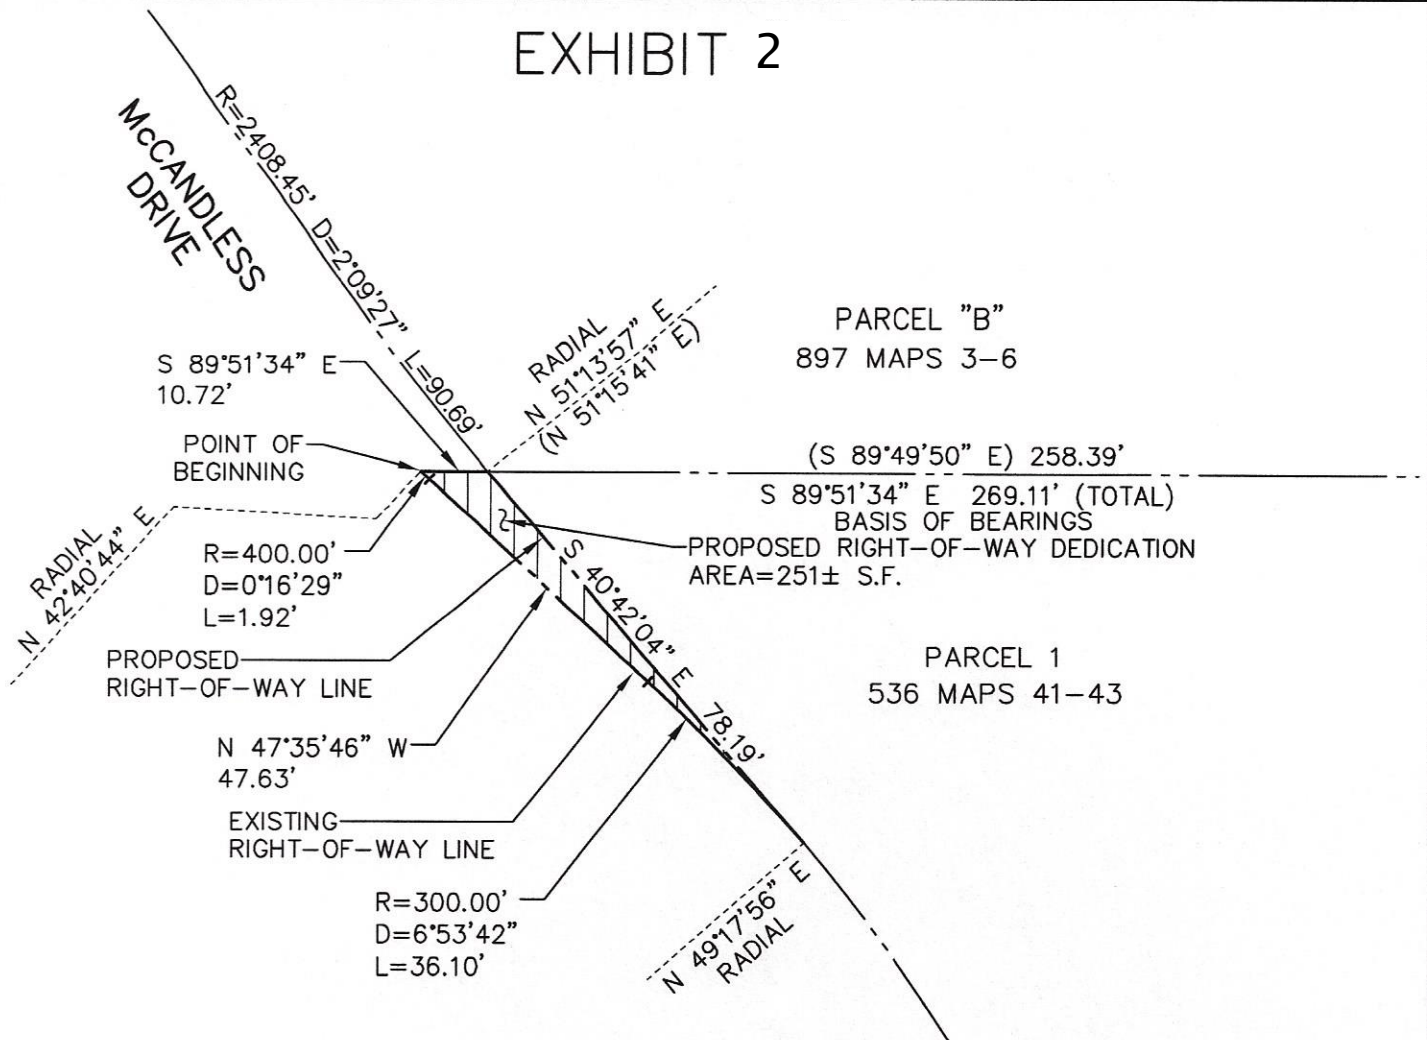 EXHIBIT 2
McCANDLESS
DRIVE
R=2408.45' D=2°09'27" L=90.69'
RADIAL
N 51°13'57" E
(N 51°15'41" E)
PARCEL "B"
897 MAPS 3-6
S 89°51'34" E
10.72'
POINT OF
BEGINNING
(S 89°49'50" E) 258.39'
S 89°51'34" E 269.11' (TOTAL)
BASIS OF BEARINGS
PROPOSED RIGHT-OF-WAY DEDICATION
AREA=251± S.F.
RADIAL
N 42°40'44" E
R=400.00'
D=0°16'29"
L=1.92'
S 40°42'04" E 78.19'
PROPOSED
RIGHT-OF-WAY LINE
PARCEL 1
536 MAPS 41-43
N 47°35'46" W
47.63'
EXISTING
RIGHT-OF-WAY LINE
R=300.00'
D=6°53'42"
L=36.10'
N 49°17'56" E
RADIAL